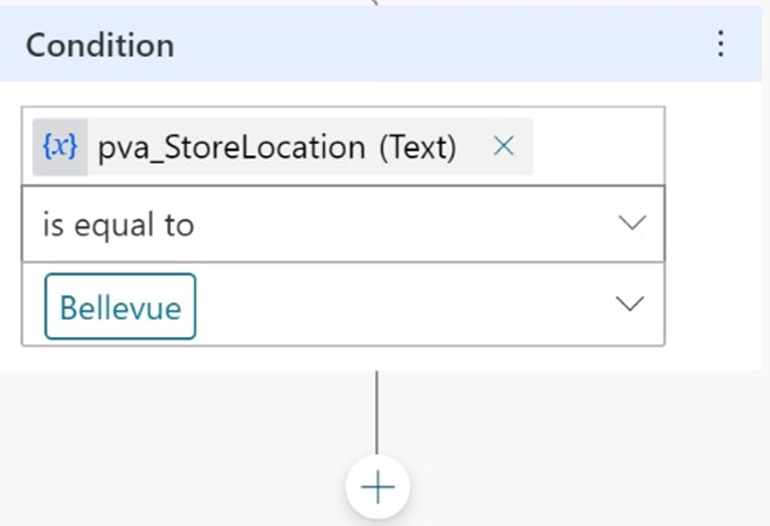 Condition
{x} pva_StoreLocation (Text)
is equal to
Bellevue